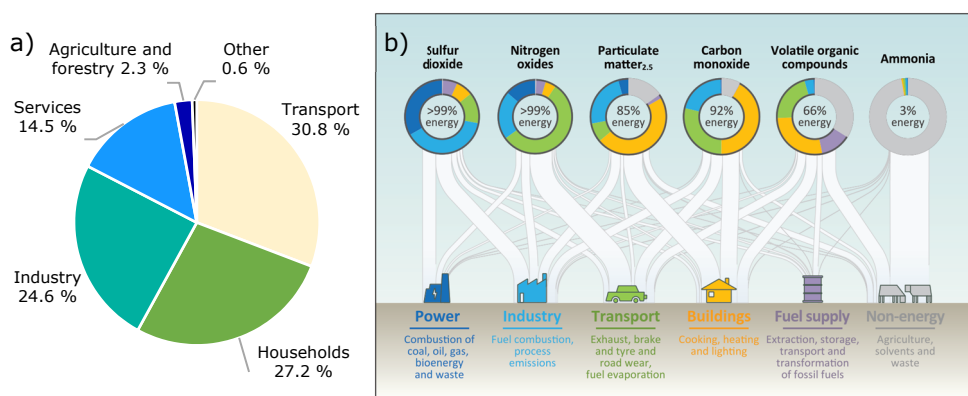 a)
Agriculture and
forestry 2.3 %
Other
0.6 %
Services
14.5 %
Transport
30.8 %
Industry
24.6 %
Households
27.2 %
b)
Sulfur
dioxide
>99%
energy
Nitrogen
oxides
>99%
energy
Particulate
matter2.5
85%
energy
Carbon
monoxide
92%
energy
Volatile organic
compounds
66%
energy
Ammonia
3%
energy
Power
Combustion of
coal, oil, gas,
bioenergy
and waste
Industry
Fuel combustion,
process
emissions
Transport
Exhaust, brake
and tyre and
road wear,
fuel evaporation
Buildings
Cooking, heating
and lighting
Fuel supply
Extraction, storage,
transport and
transformation
of fossil fuels
Non-energy
Agriculture,
solvents and
waste